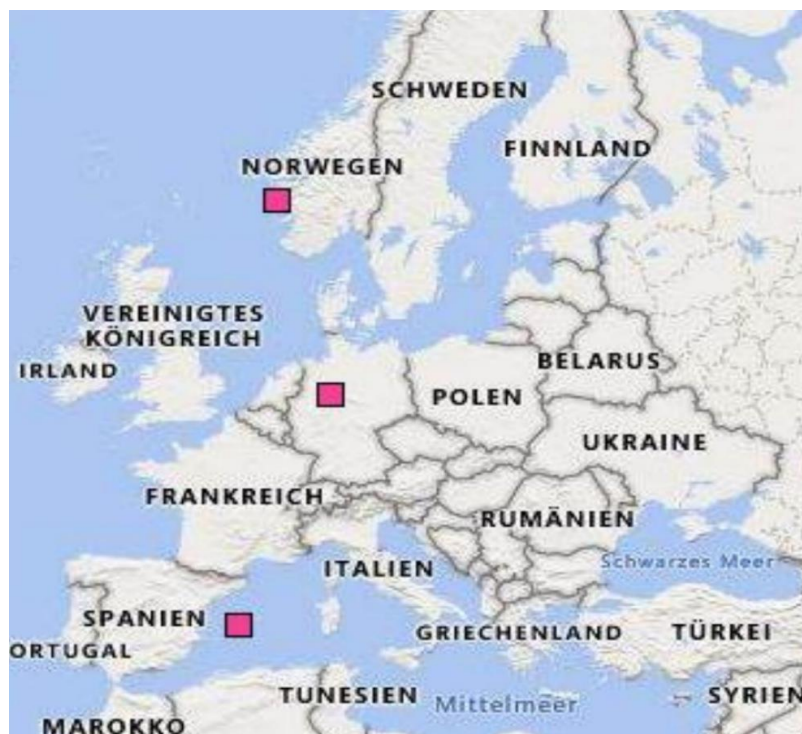 SCHWEDEN
FINNLAND
NORWEGEN
VEREINIGTES
KÖNIGREICH
IRLAND
BELARUS
POLEN
UKRAINE
FRANKREICH
RUMÄNIEN
Schwarzes Meer
ITALIEN
SPANIEN
GRIECHENLAND
TÜRKEI
ORTUGAL
TUNESIEN
Mittelmeer
SYRIEN
MAROKKO